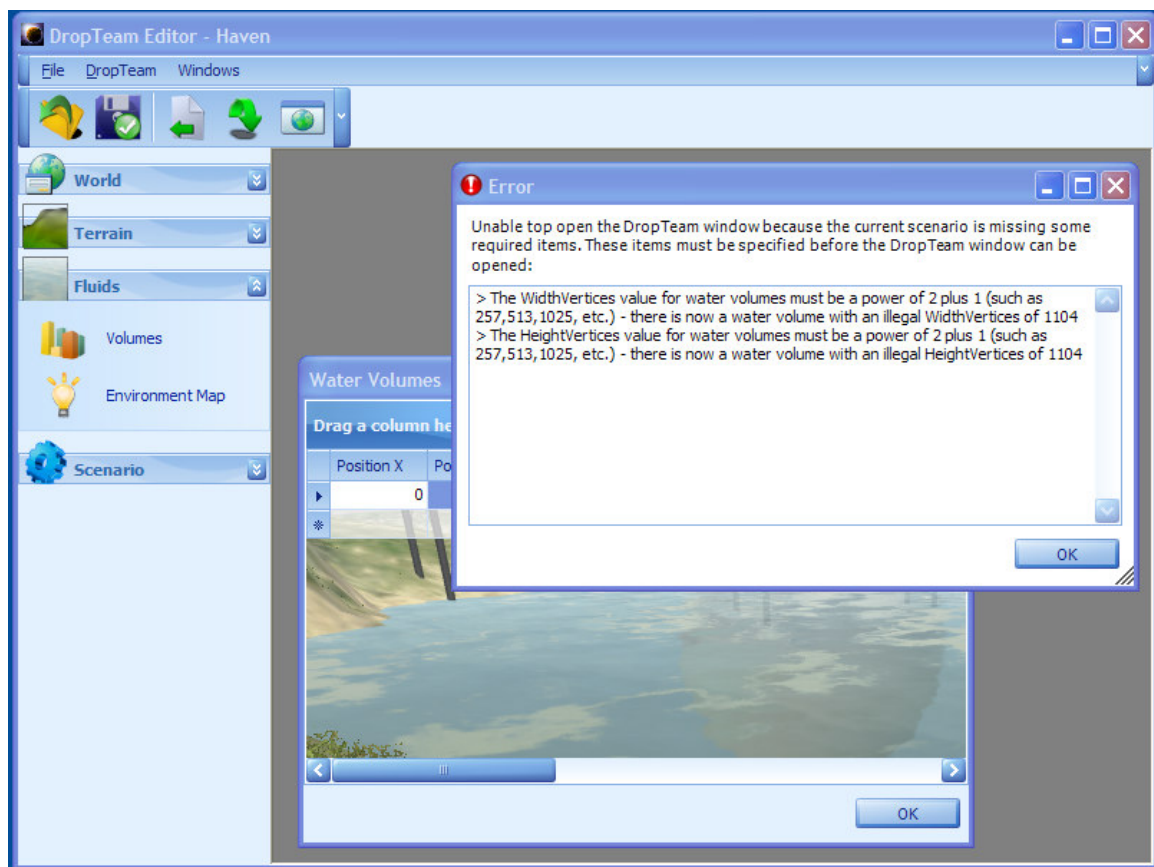 DropTeam Editor - Haven
File DropTeam Windows
World
Terrain
Fluids
Volumes
Environment Map
Scenario
Water Volumes
Drag a column he
Position X Po
0
Error
Unable top open the DropTeam window because the current scenario is missing some
required items. These items must be specified before the DropTeam window can be
opened:
> The WidthVertices value for water volumes must be a power of 2 plus 1 (such as
257,513,1025, etc.) - there is now a water volume with an illegal WidthVertices of 1104
> The HeightVertices value for water volumes must be a power of 2 plus 1 (such as
257,513,1025, etc.) - there is now a water volume with an illegal HeightVertices of 1104
OK
OK